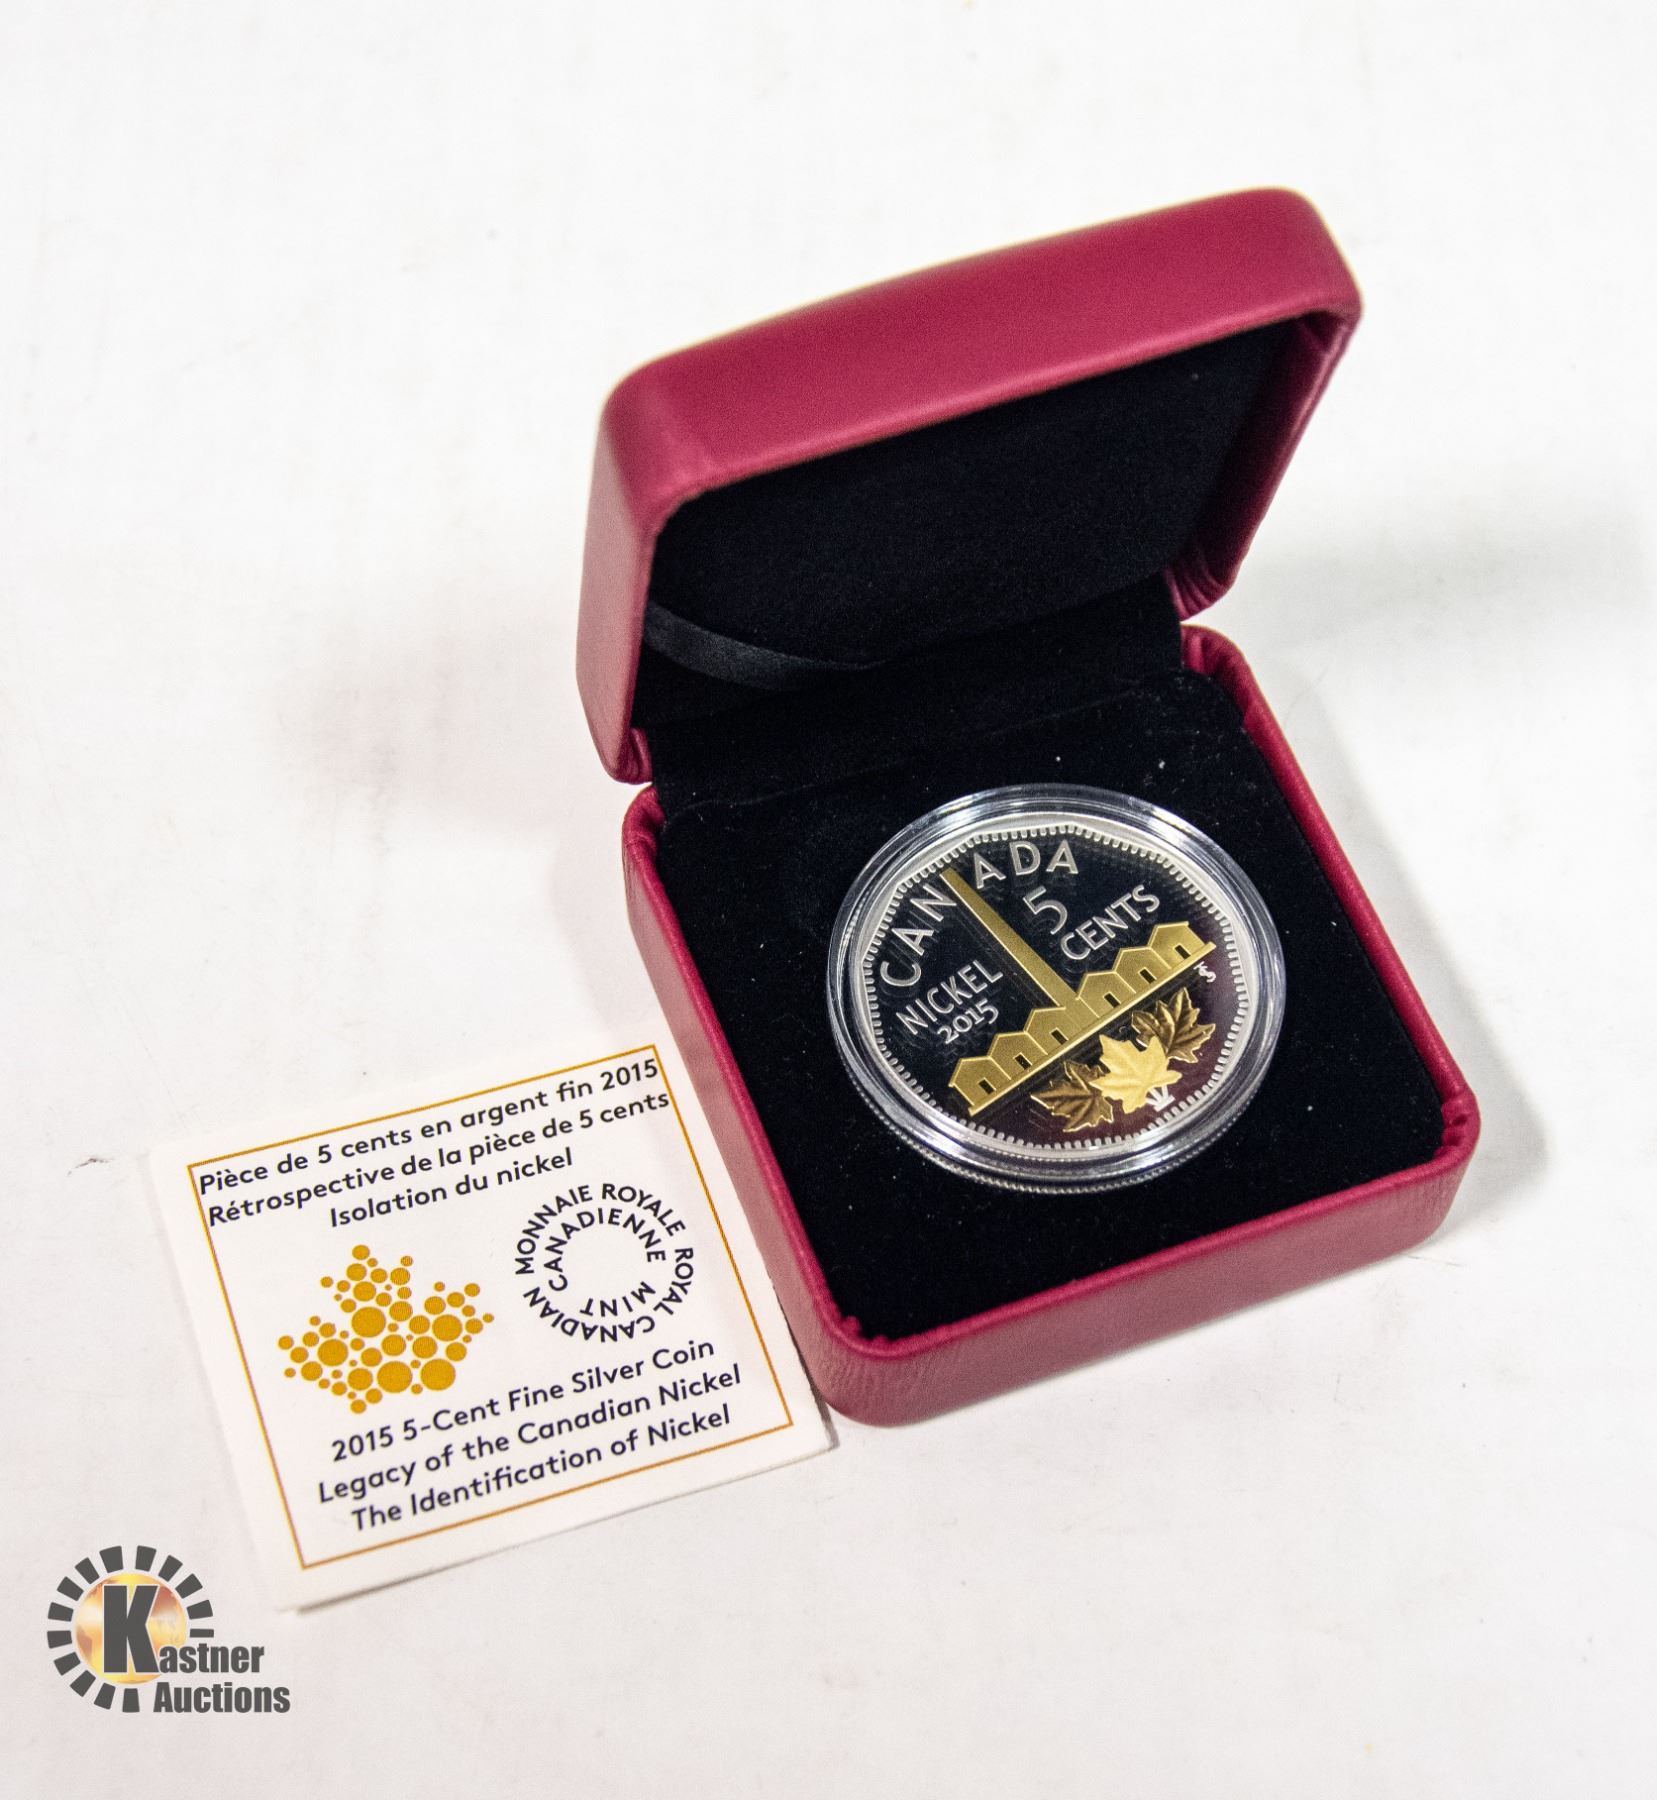 CANADA
5
CENTS
NICKEL
2015
KS
Pièce de 5 cents en argent fin 2015
Rétrospective de la pièce de 5 cents
Isolation du nickel
MONNAIE ROYALE CANADIENNE
ROYAL CANADIAN MINT
2015 5-Cent Fine Silver Coin
Legacy of the Canadian Nickel
The Identification of Nickel
Kastner
Auctions